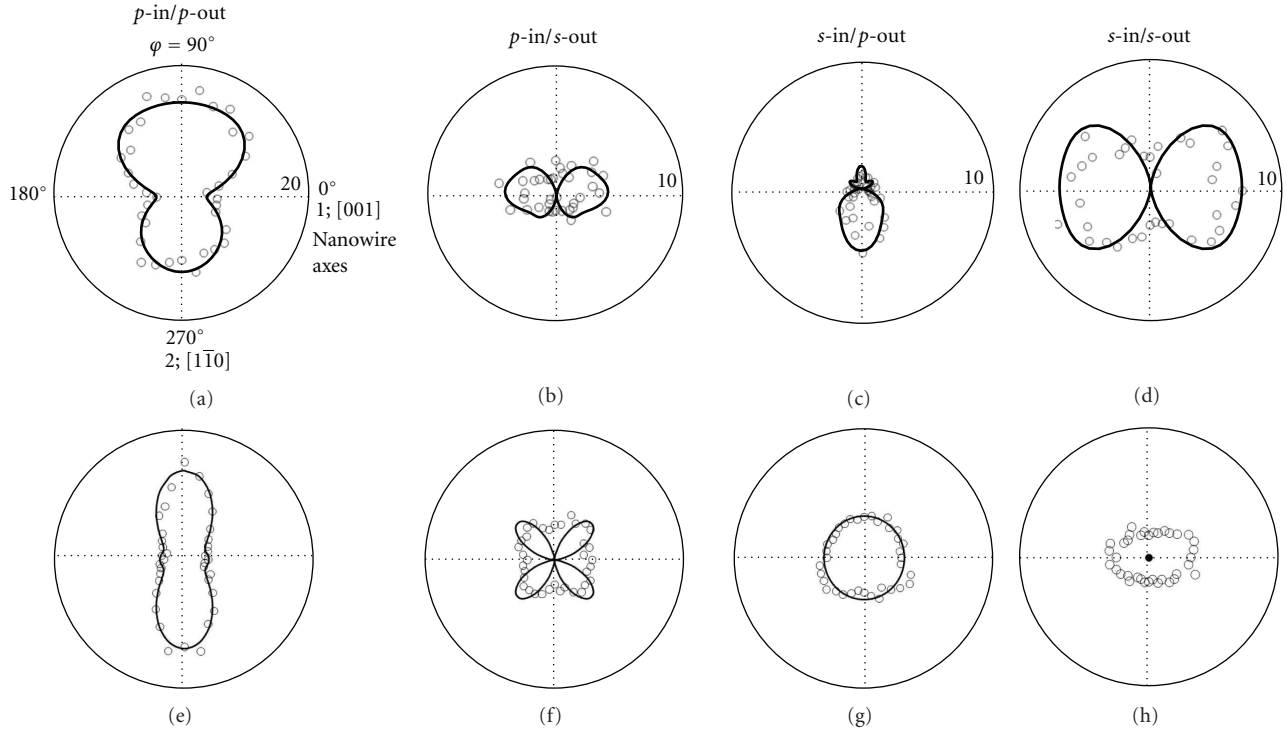 p-in/p-out
φ = 90°
p-in/s-out
s-in/p-out
s-in/s-out
180°
20
0°
1; [001]
Nanowire
axes
10
10
10
270°
2; [11̄0]
(a)
(b)
(c)
(d)
(e)
(f)
(g)
(h)